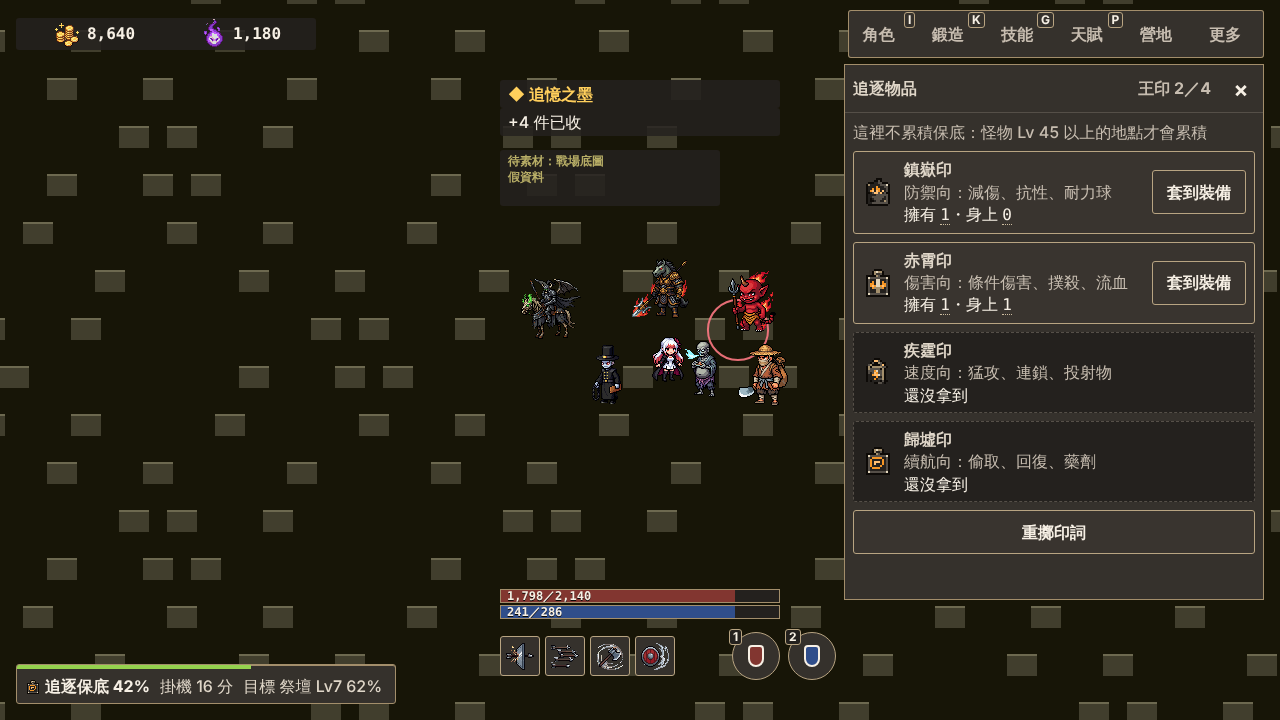 8,640
1,180
角色 I
鍛造 K
技能 G
天賦 P
營地
更多
◆ 追憶之墨
+4 件已收
待素材：戰場底圖
假資料
追逐物品
王印 2／4
×
這裡不累積保底：怪物 Lv 45 以上的地點才會累積
鎮嶽印
防禦向：減傷、抗性、耐力球
擁有 1・身上 0
套到裝備
赤霄印
傷害向：條件傷害、撲殺、流血
擁有 1・身上 1
套到裝備
疾霆印
速度向：猛攻、連鎖、投射物
還沒拿到
歸墟印
續航向：偷取、回復、藥劑
還沒拿到
重擲印詞
1,798／2,140
241／286
1
2
追逐保底 42% 掛機 16 分 目標 祭壇 Lv7 62%